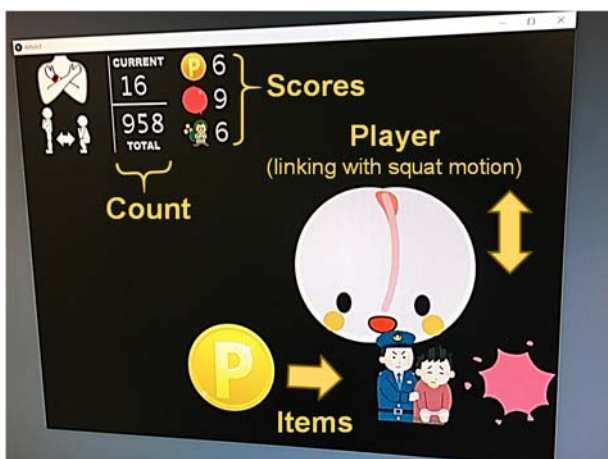 CURRENT
16
958
TOTAL
P 6
9
6
Scores
Count
Player
(linking with squat motion)
P
Items